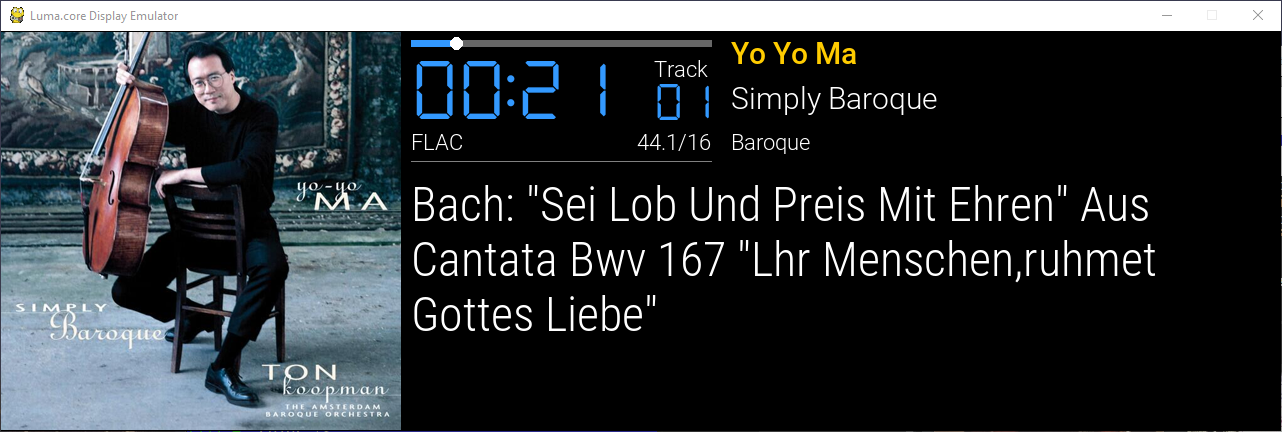 Luma.core Display Emulator
yo-yo
MA
SIMPLY
Baroque
TON
koopman
THE AMSTERDAM
BAROQUE ORCHESTRA
00:21
Track
01
FLAC
44.1/16
Yo Yo Ma
Simply Baroque
Baroque
Bach: "Sei Lob Und Preis Mit Ehren" Aus
Cantata Bwv 167 "Lhr Menschen,ruhmet
Gottes Liebe"